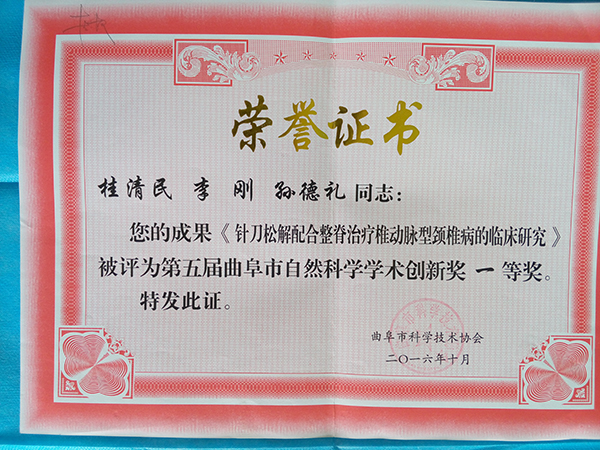 荣誉证书
桂清民 李刚 孙德礼 同志：
您的成果《针刀松解配合整脊治疗椎动脉型颈椎病的临床研究》
被评为第五届曲阜市自然科学学术创新奖 一 等奖。
特发此证。
曲阜市科学技术协会
二〇一六年十月